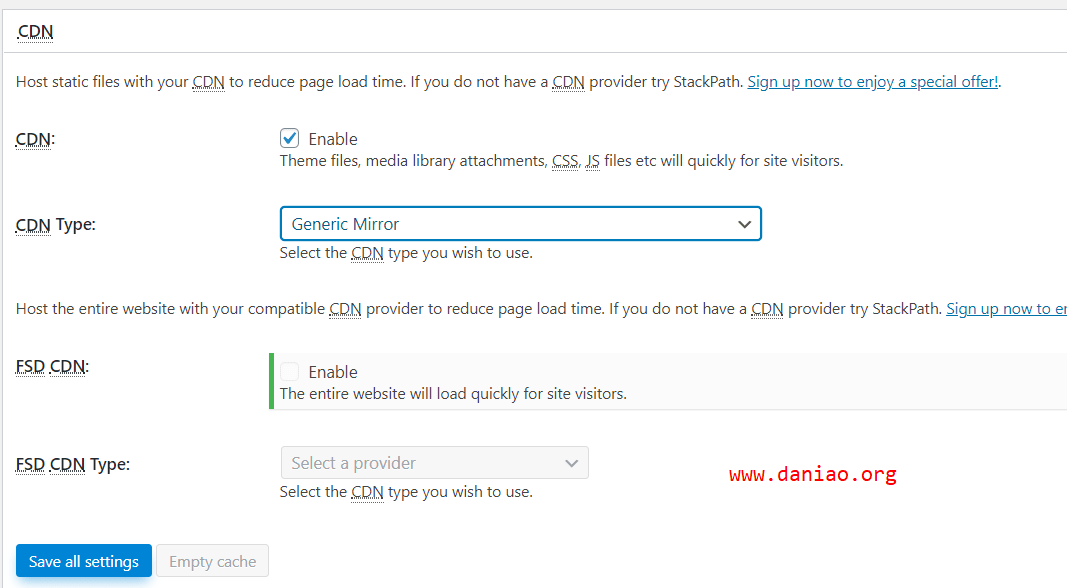 CDN
Host static files with your CDN to reduce page load time. If you do not have a CDN provider try StackPath. Sign up now to enjoy a special offer!.
CDN: Enable
Theme files, media library attachments, CSS, JS files etc will quickly for site visitors.
CDN Type: Generic Mirror
Select the CDN type you wish to use.
Host the entire website with your compatible CDN provider to reduce page load time. If you do not have a CDN provider try StackPath. Sign up now to
FSD CDN: Enable
The entire website will load quickly for site visitors.
FSD CDN Type: Select a provider
www.daniao.org
Select the CDN type you wish to use.
Save all settings Empty cache